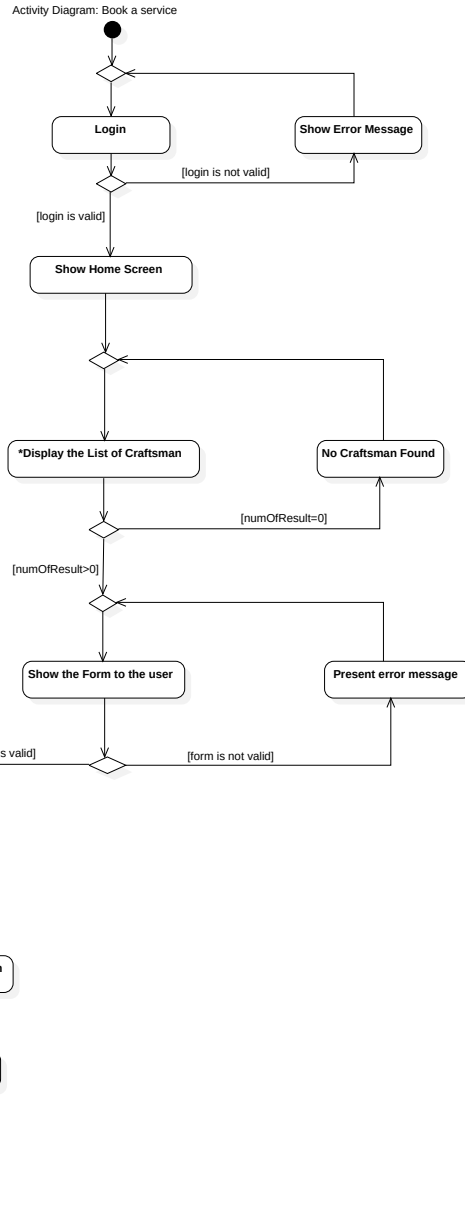 Activity Diagram: Book a service
Login
Show Error Message
[login is not valid]
[login is valid]
Show Home Screen
*Display the List of Craftsman
No Craftsman Found
[numOfResult=0]
[numOfResult>0]
Show the Form to the user
Present error message
s valid]
[form is not valid]